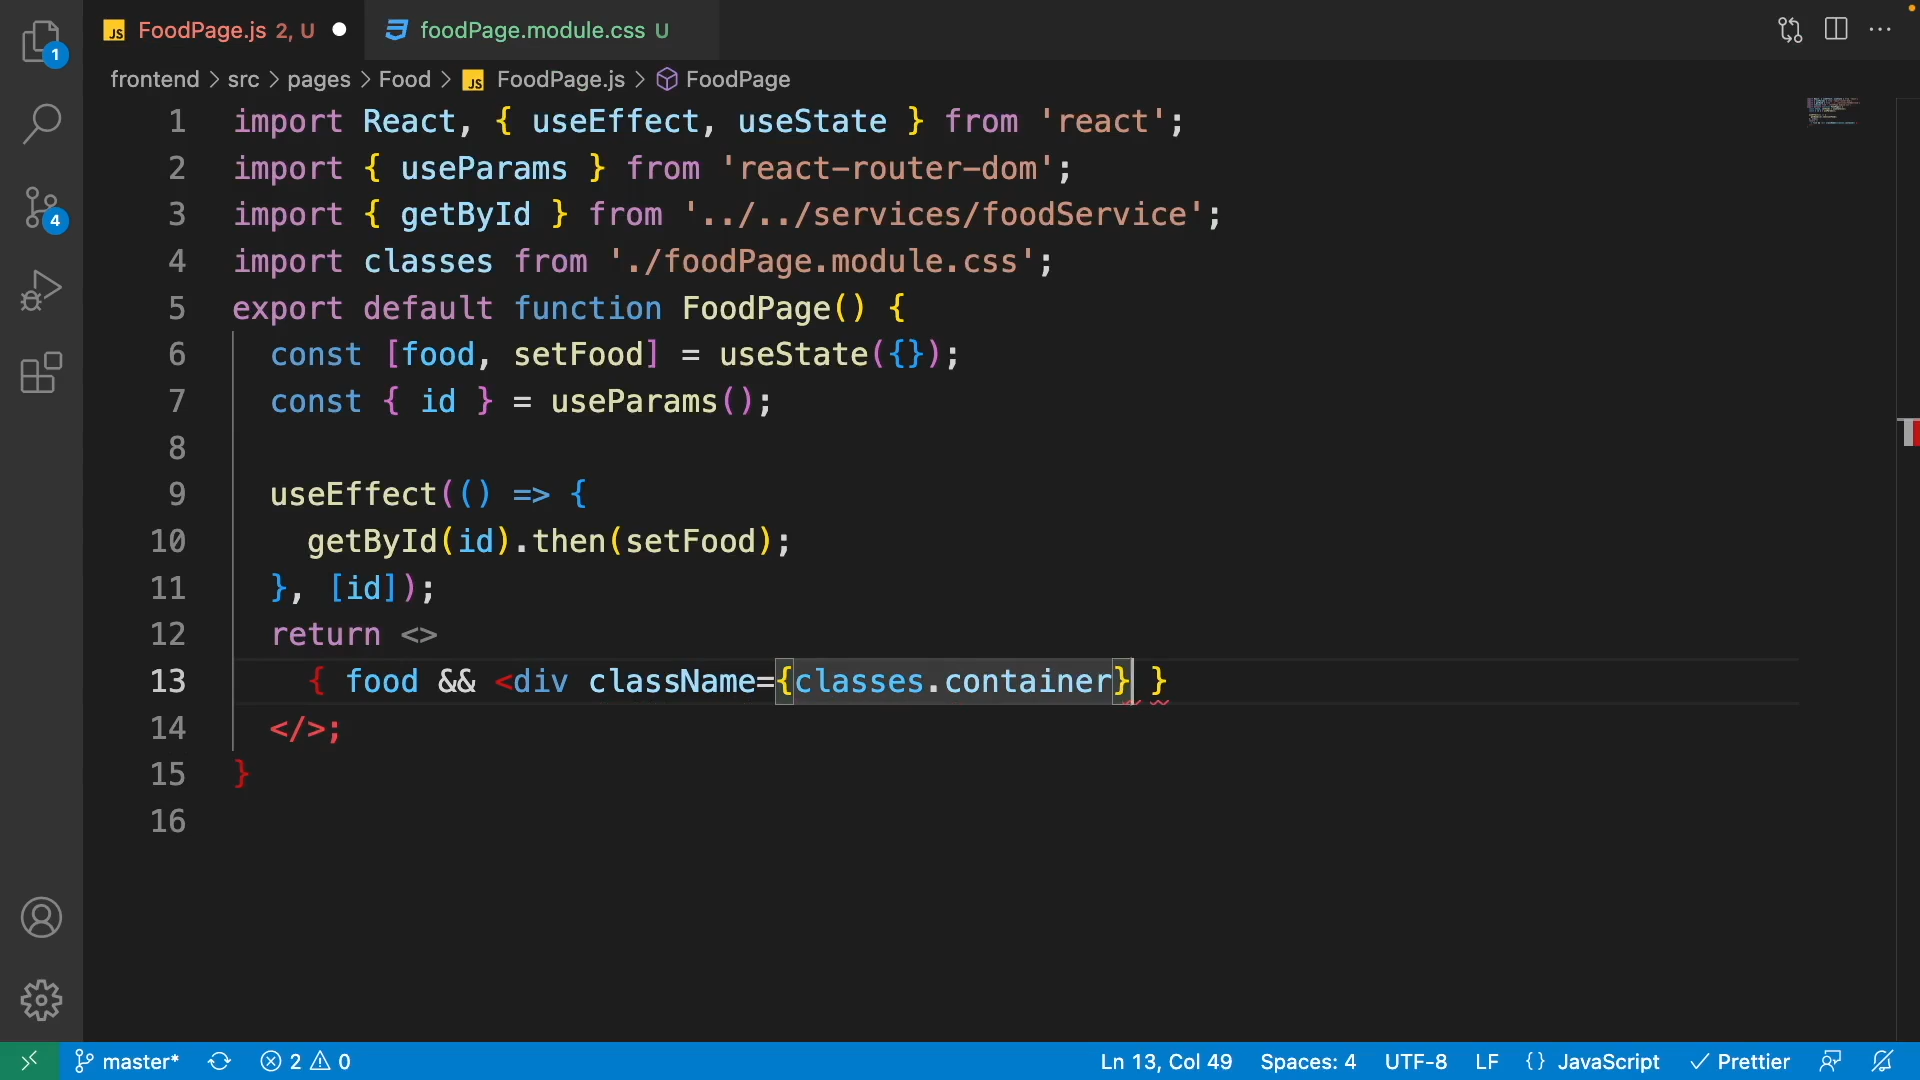 JS FoodPage.js 2, U foodPage.module.css U
1
frontend > src > pages > Food > JS FoodPage.js > FoodPage
1 import React, { useEffect, useState } from 'react';
2 import { useParams } from 'react-router-dom';
3 import { getById } from '../../services/foodService';
4 import classes from './foodPage.module.css';
5 export default function FoodPage() {
6 const [food, setFood] = useState({});
7 const { id } = useParams();
8
9 useEffect(() => {
10 getById(id).then(setFood);
11 }, [id]);
12 return <>
13 { food && <div className={classes.container} }
14 </>;
15 }
16
4
master* 2 0 Ln 13, Col 49 Spaces: 4 UTF-8 LF {} JavaScript Prettier